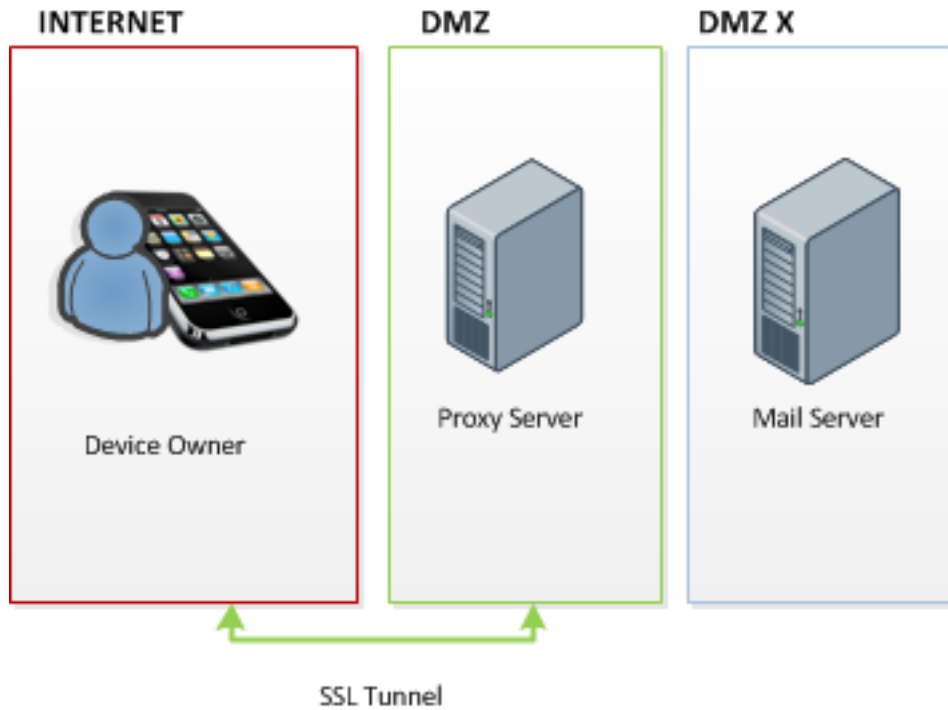 INTERNET
DMZ
DMZ X
Device Owner
Proxy Server
Mail Server
SSL Tunnel